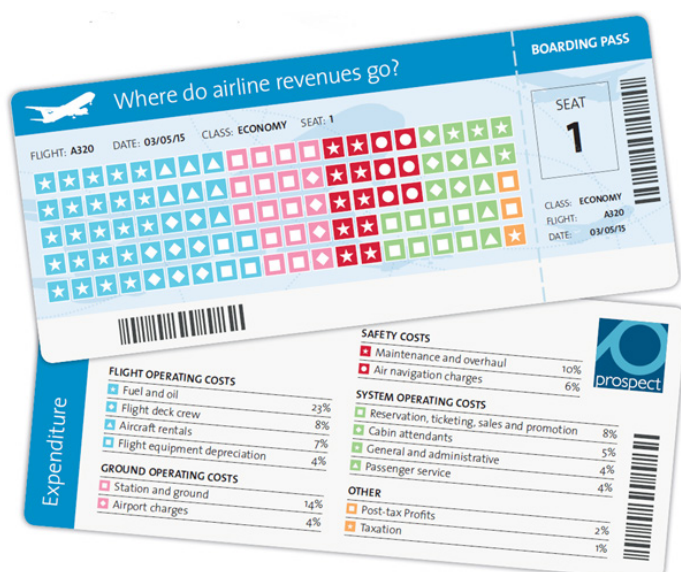 Where do airline revenues go?
BOARDING PASS
FLIGHT: A320 DATE: 03/05/15 CLASS: ECONOMY SEAT: 1
SEAT
1
CLASS: ECONOMY
FLIGHT: A320
DATE: 03/05/15
Expenditure
FLIGHT OPERATING COSTS
Fuel and oil 23%
Flight deck crew 8%
Aircraft rentals 7%
Flight equipment depreciation 4%
GROUND OPERATING COSTS
Station and ground 14%
Airport charges 4%
SAFETY COSTS
Maintenance and overhaul 10%
Air navigation charges 6%
SYSTEM OPERATING COSTS
Reservation, ticketing, sales and promotion 8%
Cabin attendants 5%
General and administrative 4%
Passenger service 4%
OTHER
Post-tax Profits 2%
Taxation 1%
prospect